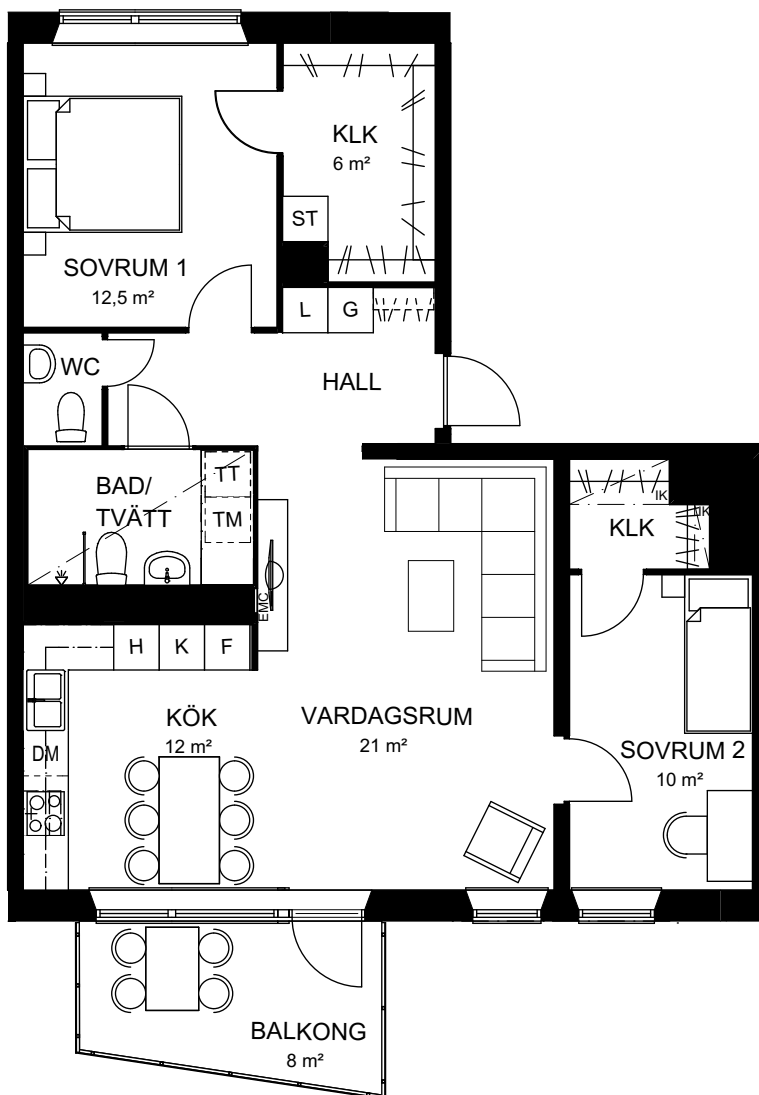 KLK
6 m²
ST
SOVRUM 1
12,5 m²
L G
WC
HALL
BAD/
TVÄTT
TT
TM
IK
IK
KLK
EMC
H K F
KÖK
12 m²
VARDAGSRUM
21 m²
DM
SOVRUM 2
10 m²
BALKONG
8 m²